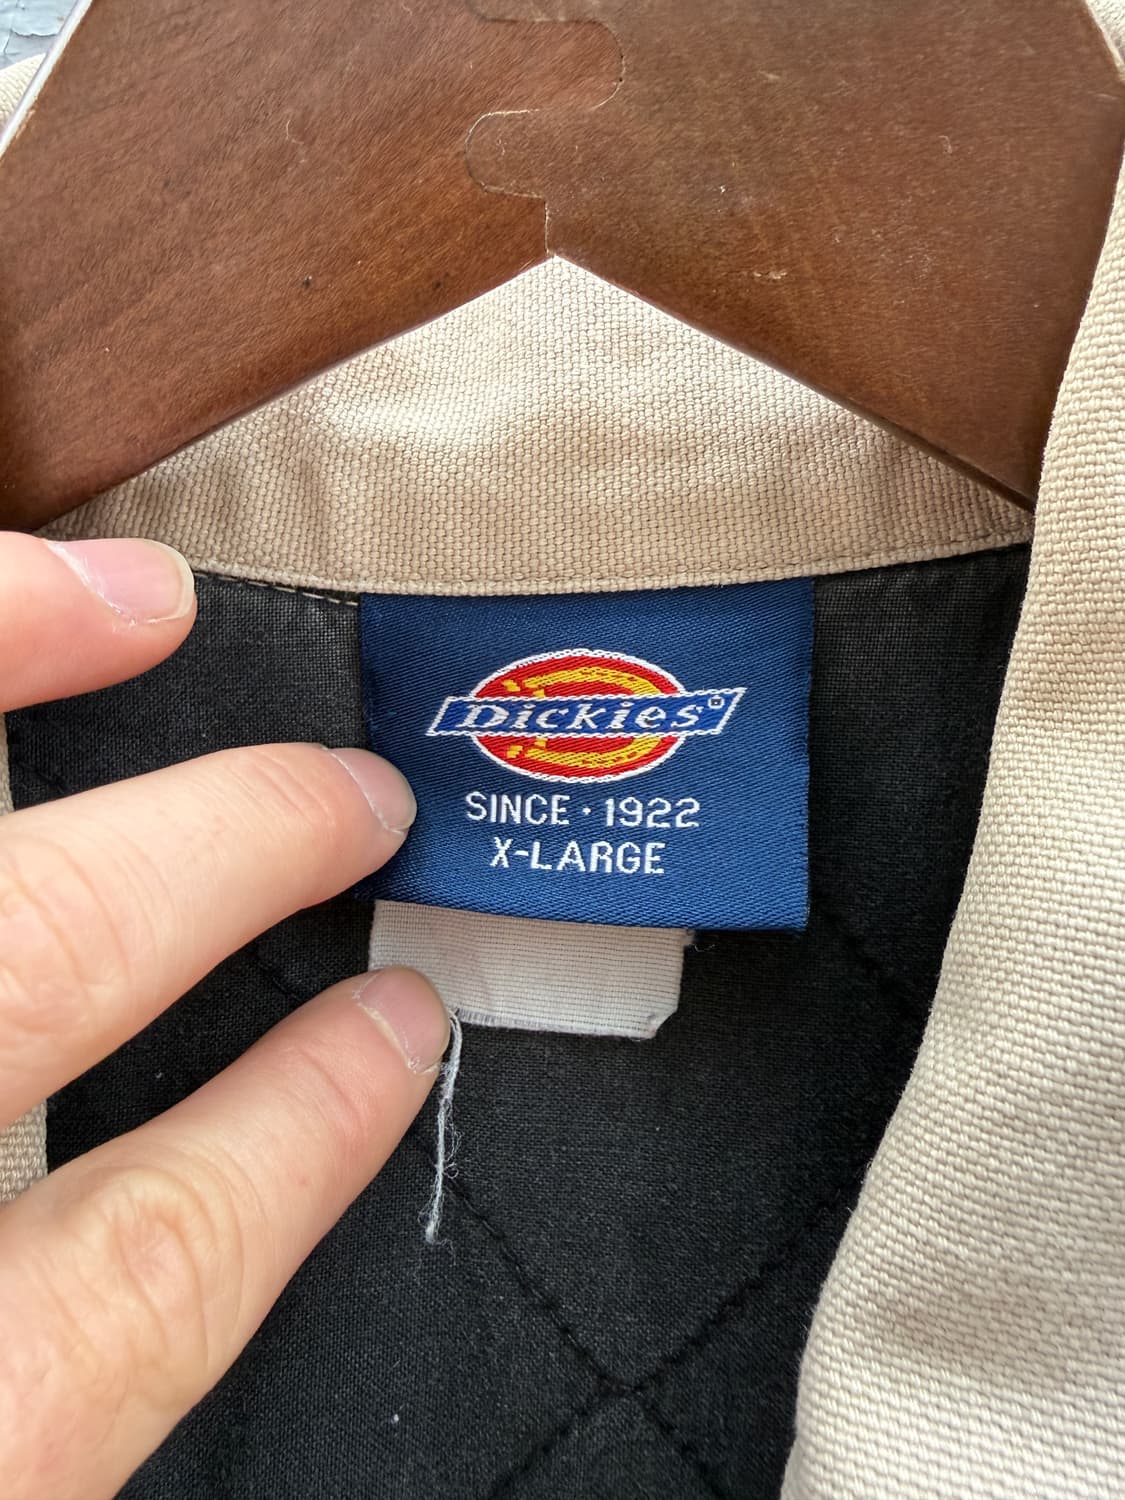 Dickies®
SINCE · 1922
X-LARGE